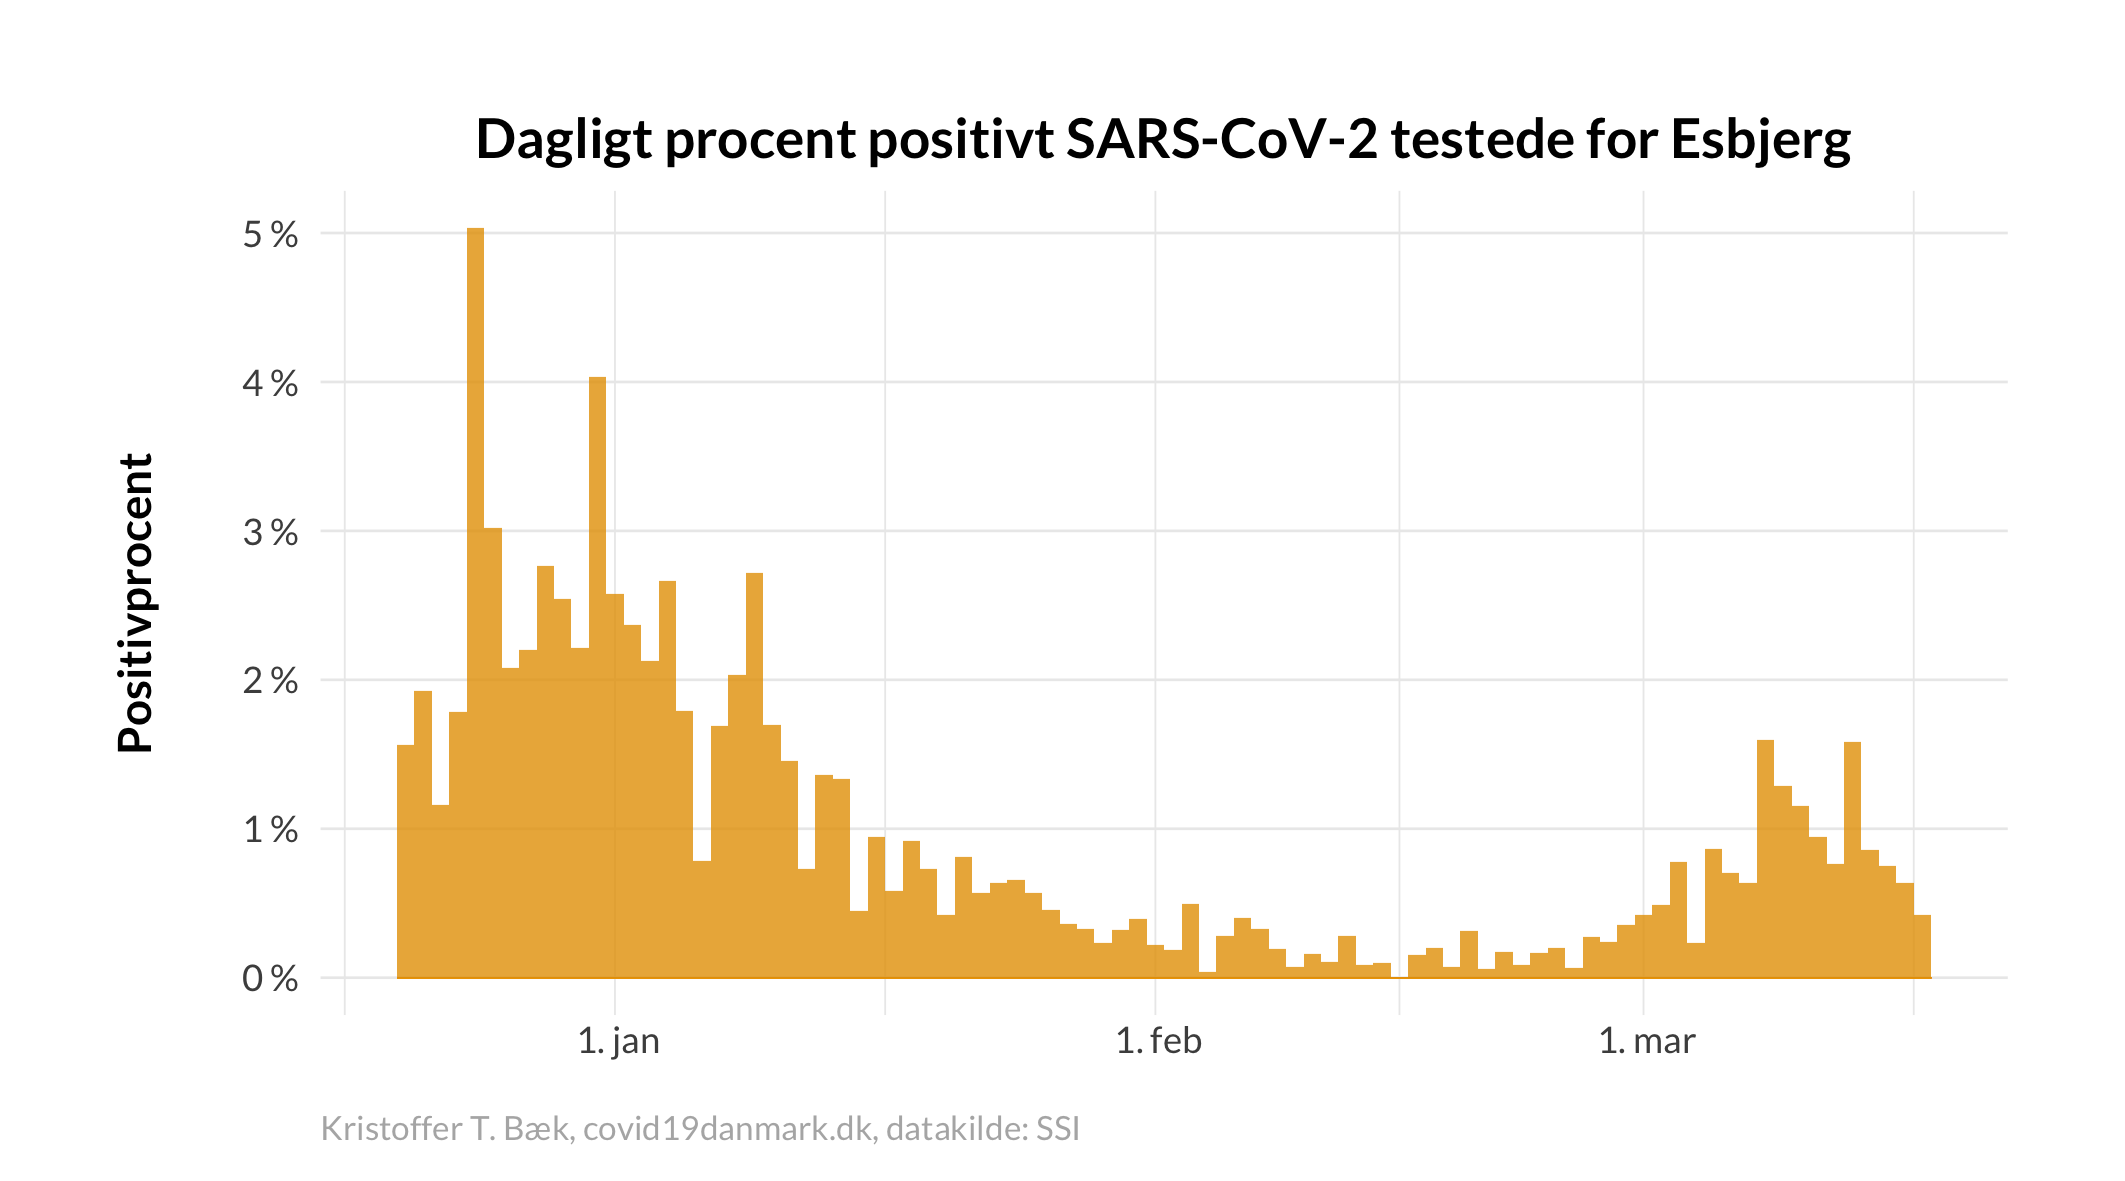 Dagligt procent positivt SARS-CoV-2 testede for Esbjerg
Positivprocent
5 %
4 %
3 %
2 %
1 %
0 %
1. jan
1. feb
1. mar
Kristoffer T. Bæk, covid19danmark.dk, datakilde: SSI